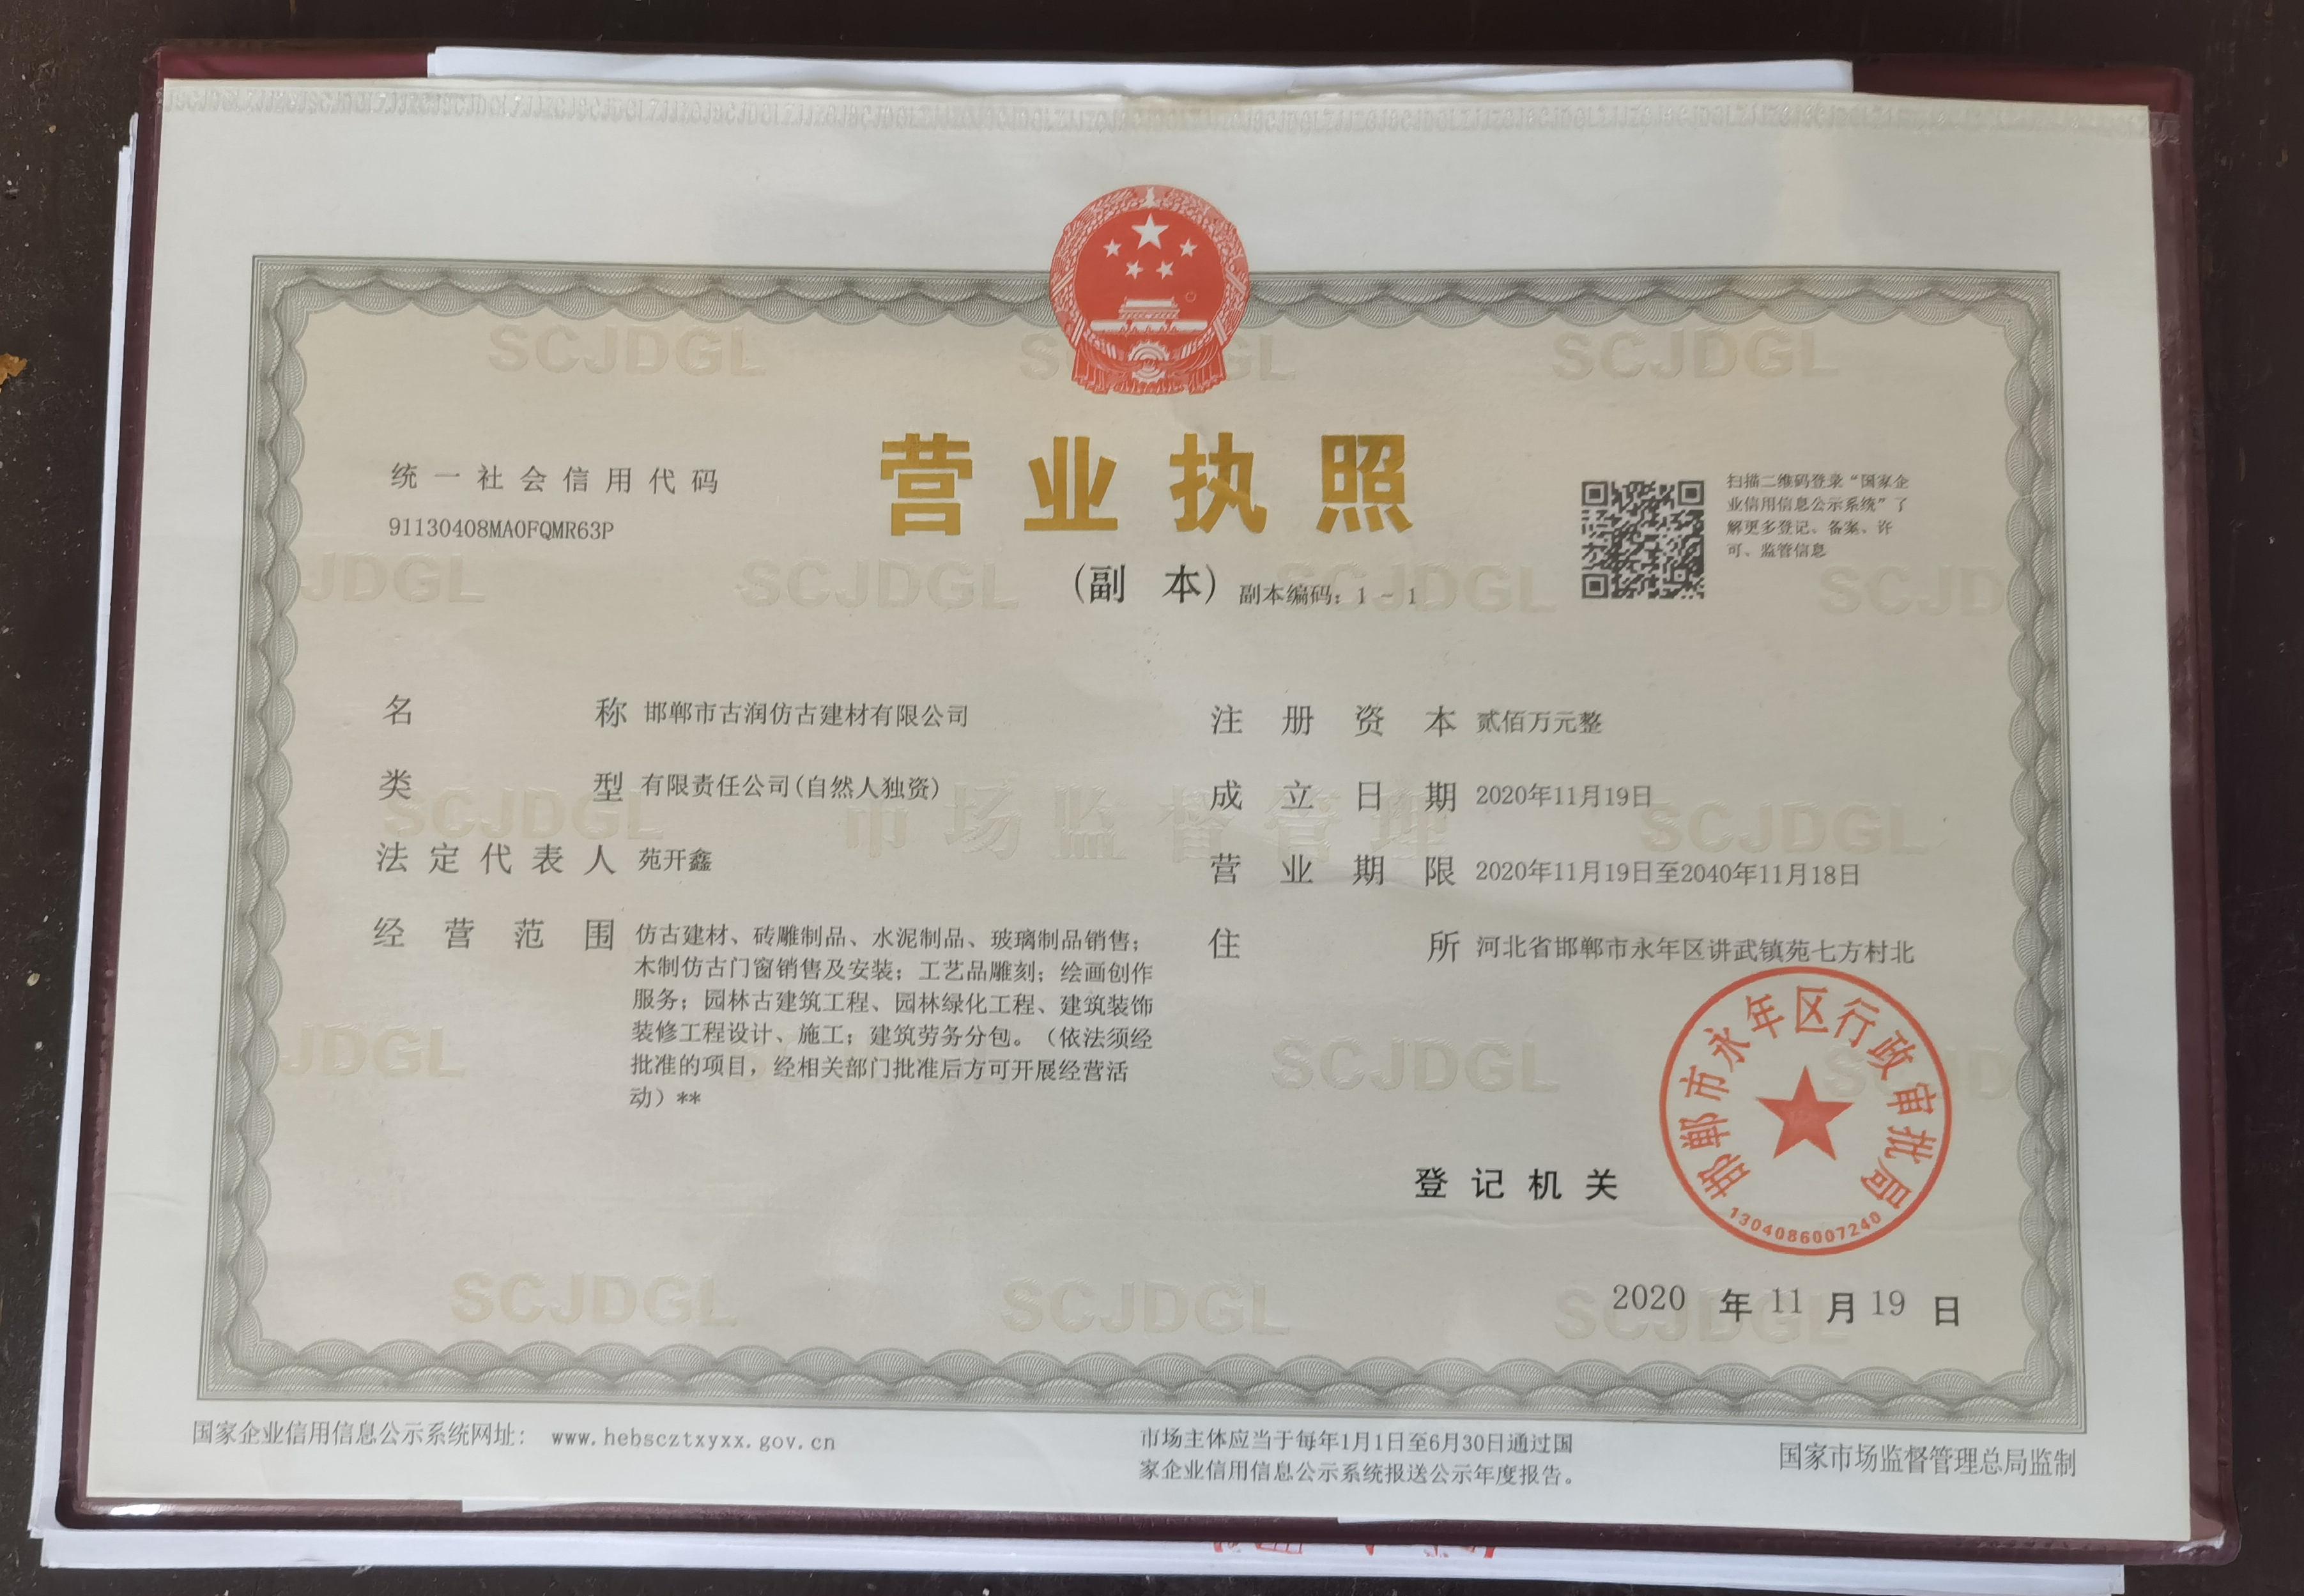 营业执照
(副 本) 副本编码: 1 - 1
统一社会信用代码
91130408MA0FQMR63P
扫描二维码登录“国家企
业信用信息公示系统”了
解更多登记、备案、许
可、监管信息
名 称 邯郸市古润仿古建材有限公司
类 型 有限责任公司(自然人独资)
法定代表人 苑开鑫
经营范围 仿古建材、砖雕制品、水泥制品、玻璃制品销售;
木制仿古门窗销售及安装; 工艺品雕刻; 绘画创作
服务; 园林古建筑工程、园林绿化工程、建筑装饰
装修工程设计、施工; 建筑劳务分包。(依法须经
批准的项目, 经相关部门批准后方可开展经营活
动) **
注册资本 贰佰万元整
成立日期 2020年11月19日
营业期限 2020年11月19日至2040年11月18日
住 所 河北省邯郸市永年区讲武镇苑七方村北
登记机关
邯郸市永年区行政审批局
1304086007240
2020 年 11 月 19 日
国家企业信用信息公示系统网址: www.hebscztxyxx.gov.cn
市场主体应当于每年1月1日至6月30日通过国
家企业信用信息公示系统报送公示年度报告。
国家市场监督管理总局监制
SCJDGL
市场监督管理